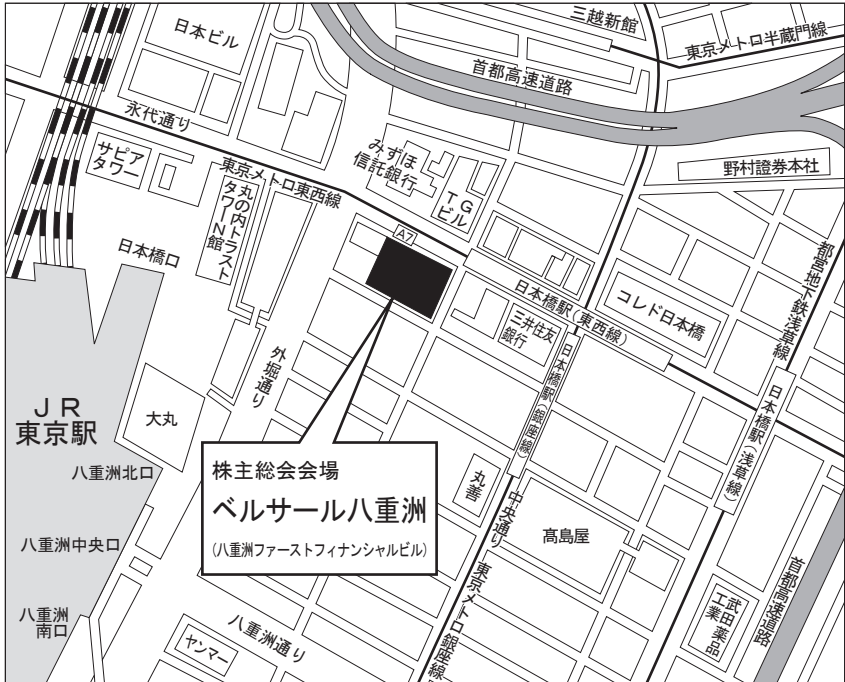 三越新館
日本ビル
東京メトロ半蔵門線
首都高速道路
永代通り
みずほ
信託銀行
サピア
タワー
東京メトロ東西線
野村證券本社
TG
ビル
丸の内トラスト
タワーN館
A7
日本橋口
都営地下鉄浅草線
日本橋駅(東西線)
コレド日本橋
三井住友
銀行
外堀通り
日本橋駅(銀座線)
JR
東京駅
大丸
日本橋駅(浅草線)
株主総会会場
ベルサール八重洲
(八重洲ファーストフィナンシャルビル)
八重洲北口
丸善
中央通り
髙島屋
八重洲中央口
首都高速道路
東京メトロ銀座線
武田薬品
工業
八重洲
南口
八重洲通り
ヤンマー